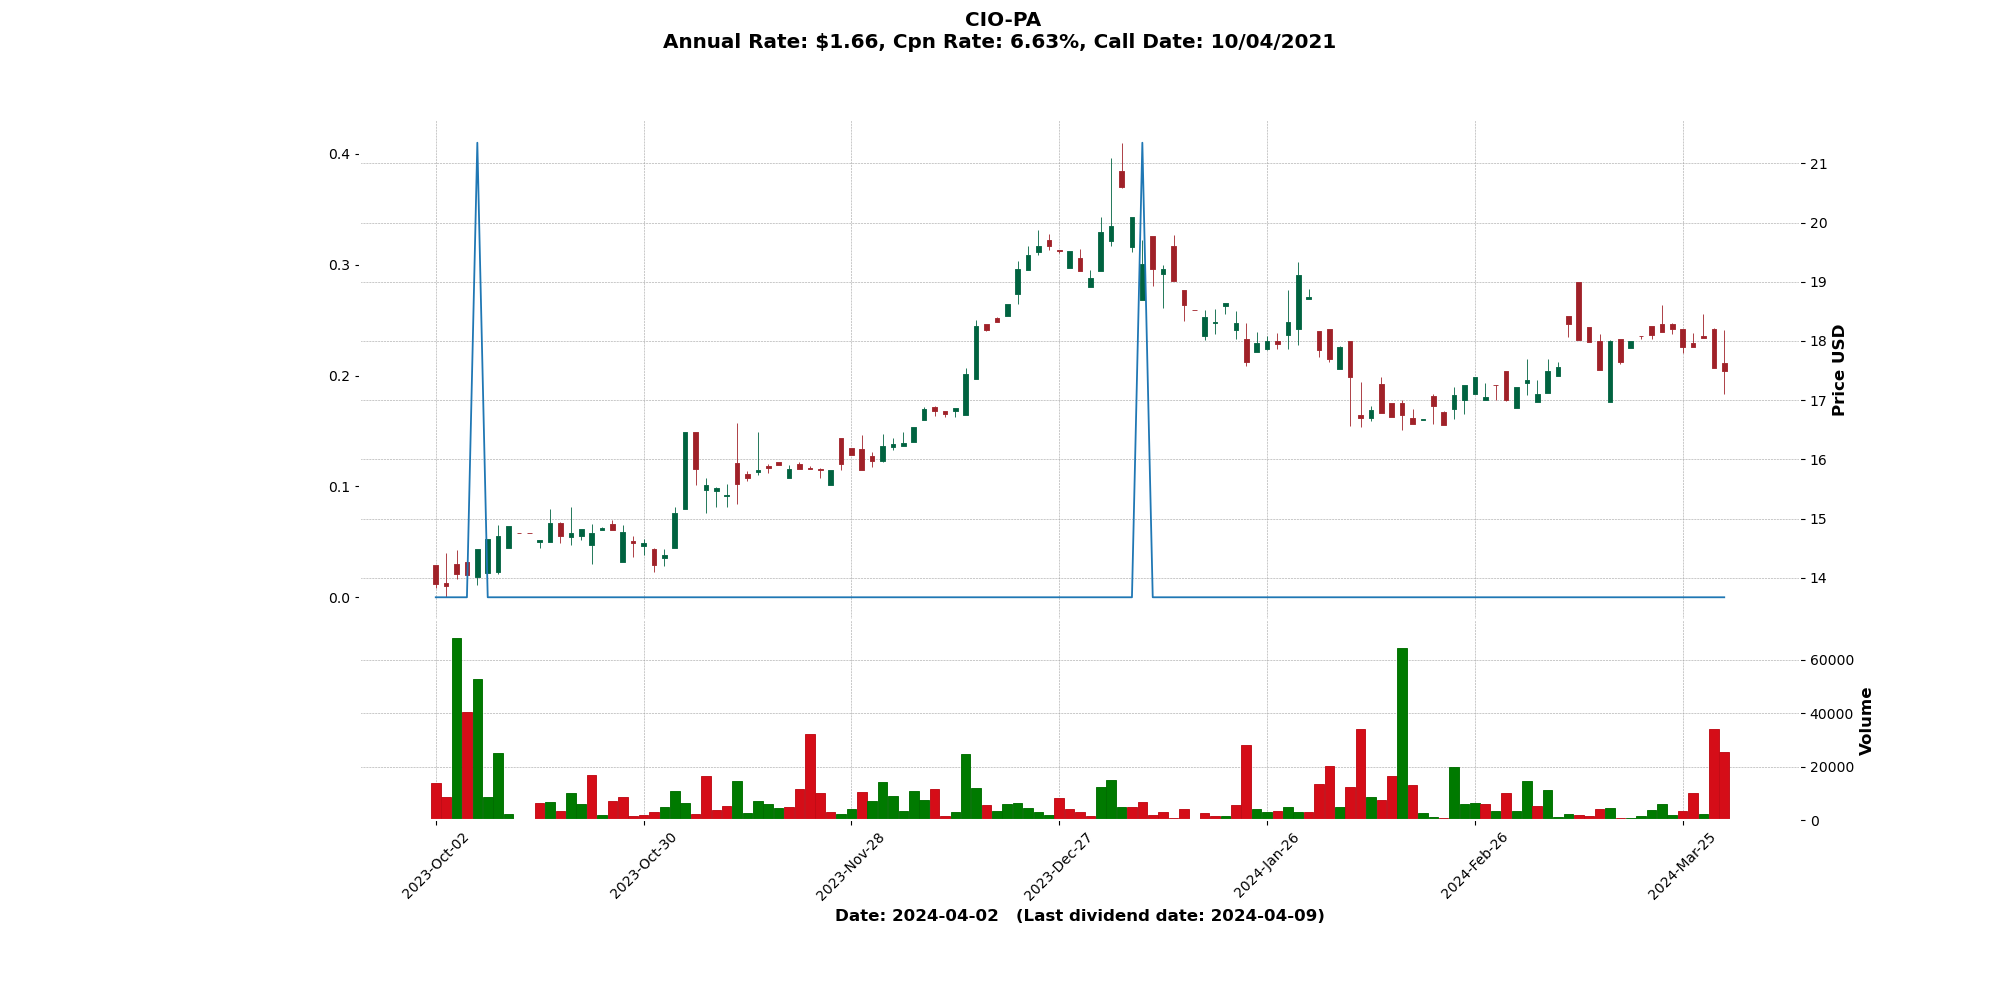 CIO-PA
Annual Rate: $1.66, Cpn Rate: 6.63%, Call Date: 10/04/2021
0.4
0.3
0.2
0.1
0.0
21
20
19
18
17
16
15
14
Price USD
60000
40000
20000
0
Volume
2023-Oct-02
2023-Oct-30
2023-Nov-28
2023-Dec-27
2024-Jan-26
2024-Feb-26
2024-Mar-25
Date: 2024-04-02   (Last dividend date: 2024-04-09)